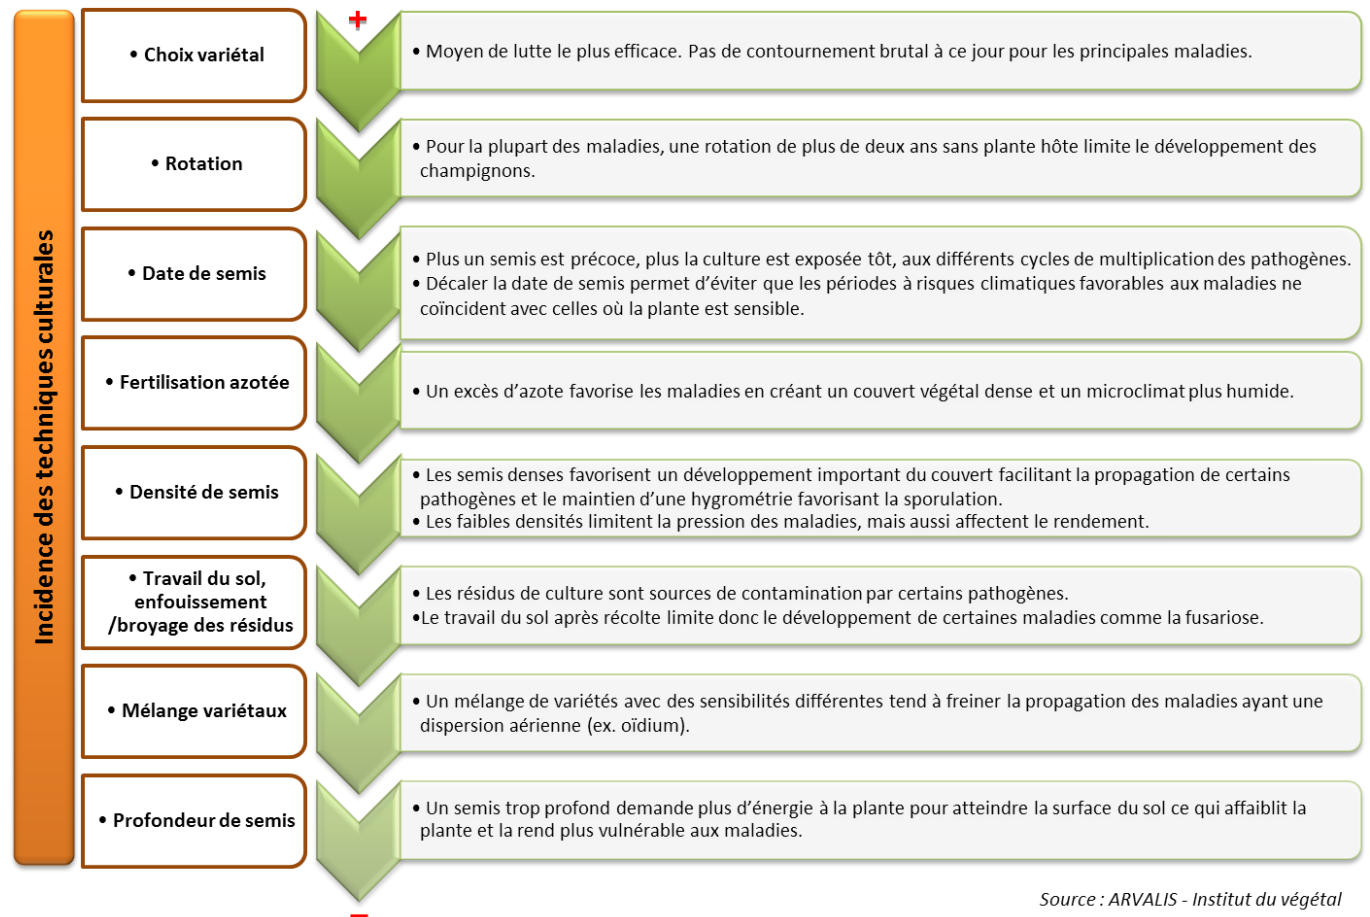 Incidence des techniques culturales
+
• Choix variétal
• Moyen de lutte le plus efficace. Pas de contournement brutal à ce jour pour les principales maladies.
• Rotation
• Pour la plupart des maladies, une rotation de plus de deux ans sans plante hôte limite le développement des
champignons.
• Date de semis
• Plus un semis est précoce, plus la culture est exposée tôt, aux différents cycles de multiplication des pathogènes.
• Décaler la date de semis permet d’éviter que les périodes à risques climatiques favorables aux maladies ne
coïncident avec celles où la plante est sensible.
• Fertilisation azotée
• Un excès d’azote favorise les maladies en créant un couvert végétal dense et un microclimat plus humide.
• Densité de semis
• Les semis denses favorisent un développement important du couvert facilitant la propagation de certains
pathogènes et le maintien d’une hygrométrie favorisant la sporulation.
• Les faibles densités limitent la pression des maladies, mais aussi affectent le rendement.
• Travail du sol,
enfouissement
/broyage des résidus
• Les résidus de culture sont sources de contamination par certains pathogènes.
•Le travail du sol après récolte limite donc le développement de certaines maladies comme la fusariose.
• Mélange variétaux
• Un mélange de variétés avec des sensibilités différentes tend à freiner la propagation des maladies ayant une
dispersion aérienne (ex. oïdium).
• Profondeur de semis
• Un semis trop profond demande plus d’énergie à la plante pour atteindre la surface du sol ce qui affaiblit la
plante et la rend plus vulnérable aux maladies.
–
Source : ARVALIS - Institut du végétal